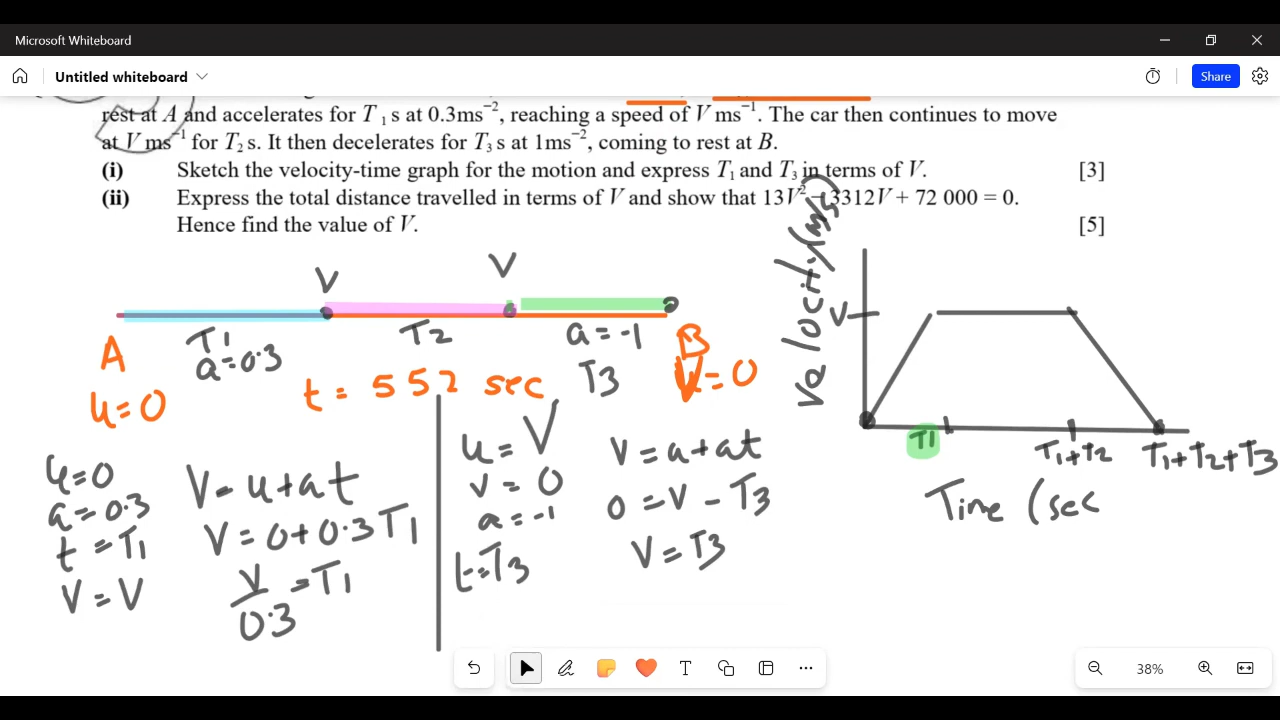 Microsoft Whiteboard
Untitled whiteboard
Share
rest at A and accelerates for T₁ s at 0.3ms⁻², reaching a speed of V ms⁻¹. The car then continues to move
at V ms⁻¹ for T₂ s. It then decelerates for T₃ s at 1ms⁻², coming to rest at B.
(i) Sketch the velocity-time graph for the motion and express T₁ and T₃ in terms of V. [3]
(ii) Express the total distance travelled in terms of V and show that 13V² − 3312V + 72 000 = 0.
Hence find the value of V. [5]
V
V
T1
a=0.3
T2
a=-1
T3
A
u=0
t = 552 sec
B
V=0
u=0
a=0.3
t=T1
V=V
V=u+at
V=0+0.3T1
V/0.3=T1
u=V
v=0
a=-1
t=T3
V=a+at
0=V-T3
V=T3
Velocity (m/s)
V
T1
T1+T2
T1+T2+T3
Time (sec
38%